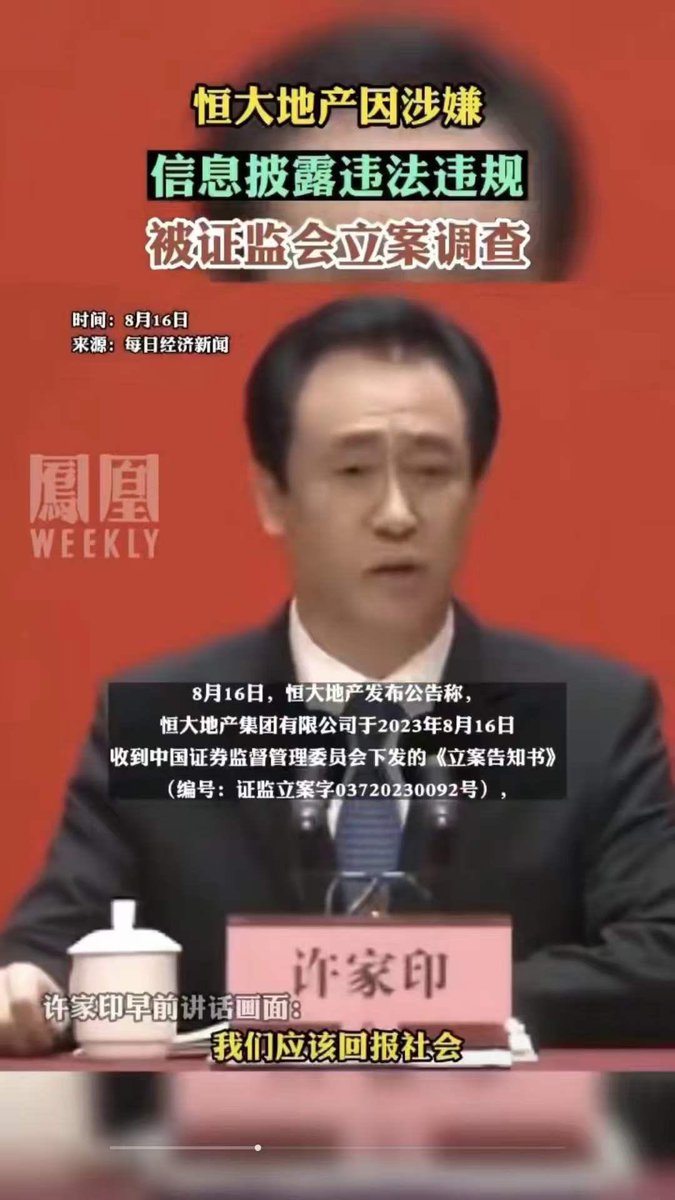 恒大地产因涉嫌
信息披露违法违规
被证监会立案调查
时间：8月16日
来源：每日经济新闻
鳳凰
WEEKLY
8月16日，恒大地产发布公告称，
恒大地产集团有限公司于2023年8月16日
收到中国证券监督管理委员会下发的《立案告知书》
（编号：证监立案字03720230092号），
许家印
许家印早前讲话画面：
我们应该回报社会